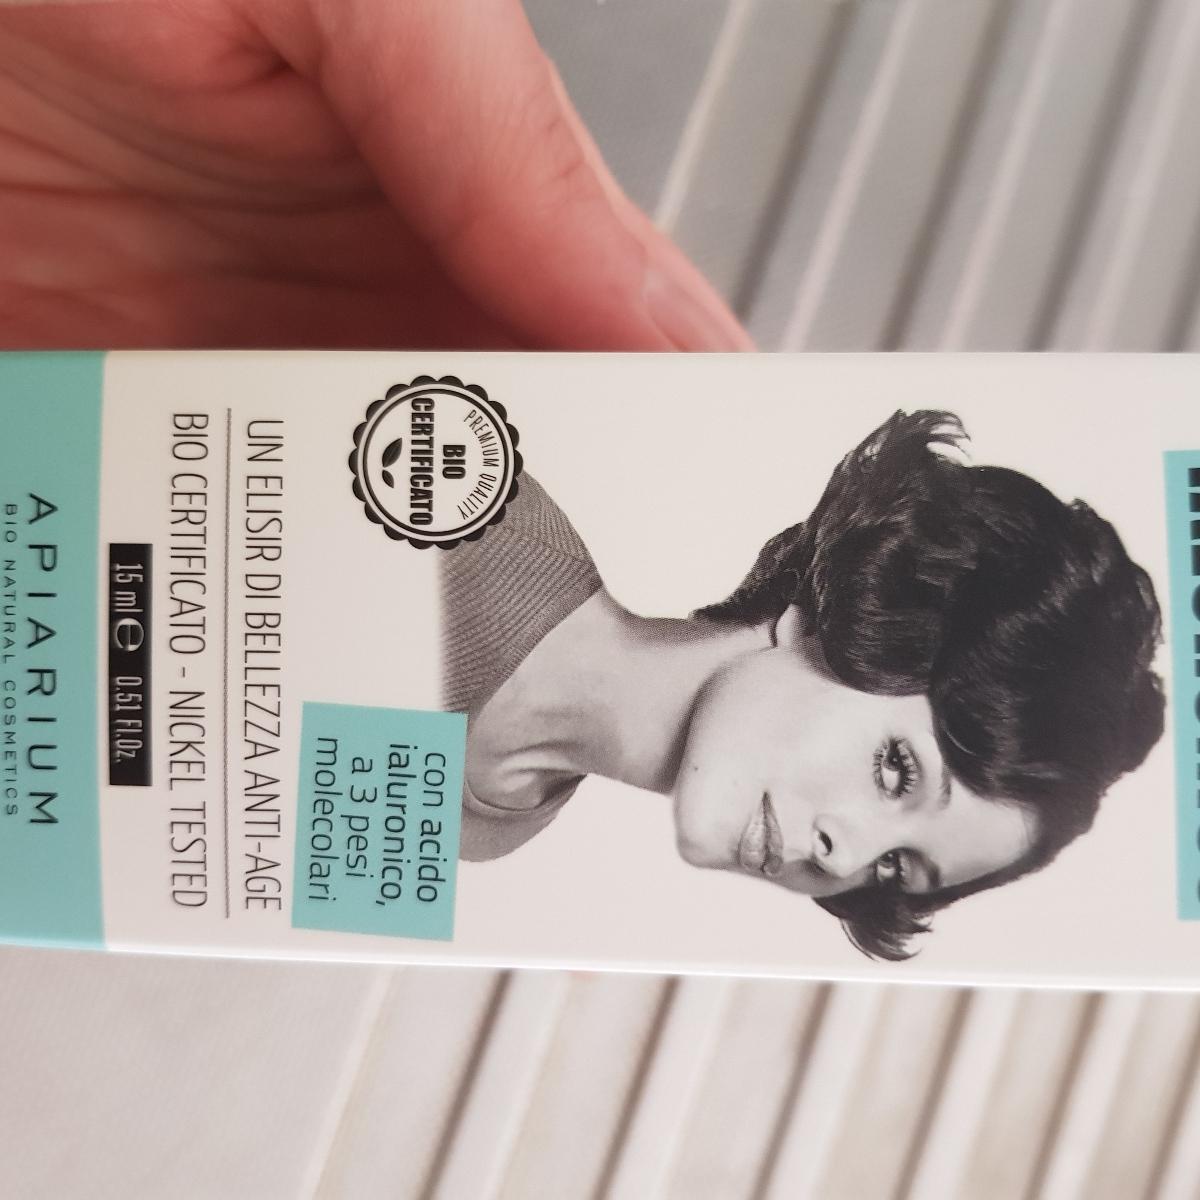 con acido
ialuronico,
a 3 pesi
molecolari
PREMIUM QUALITY
BIO
CERTIFICATO
UN ELISIR DI BELLEZZA ANTI-AGE
BIO CERTIFICATO - NICKEL TESTED
15 ml e 0.51 Fl.Oz.
APIARIUM
BIO NATURAL COSMETICS